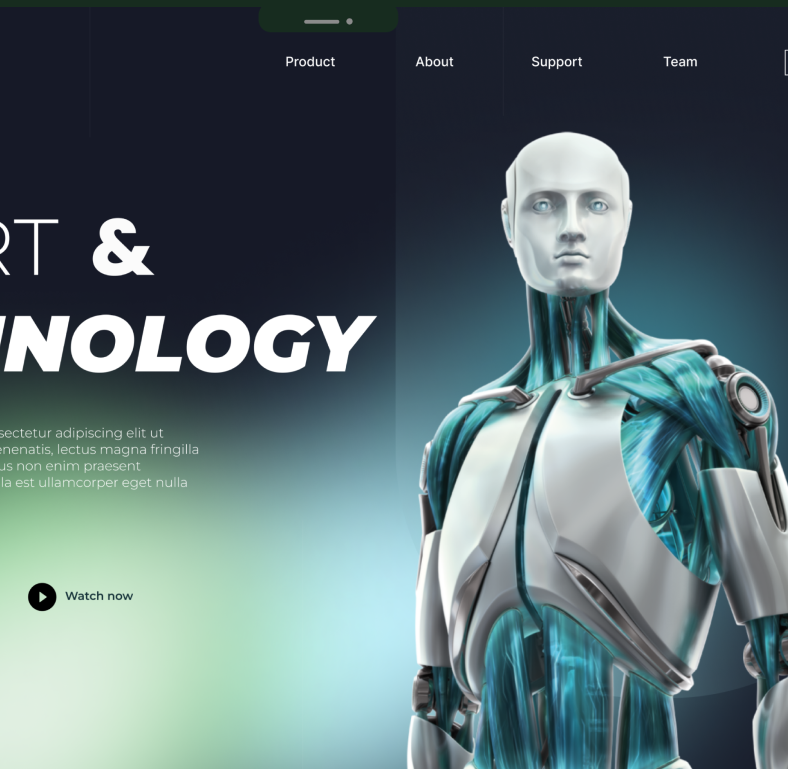 Product About Support Team
RT &
NOLOGY
sectetur adipiscing elit ut
enenatis, lectus magna fringilla
us non enim praesent
la est ullamcorper eget nulla
Watch now